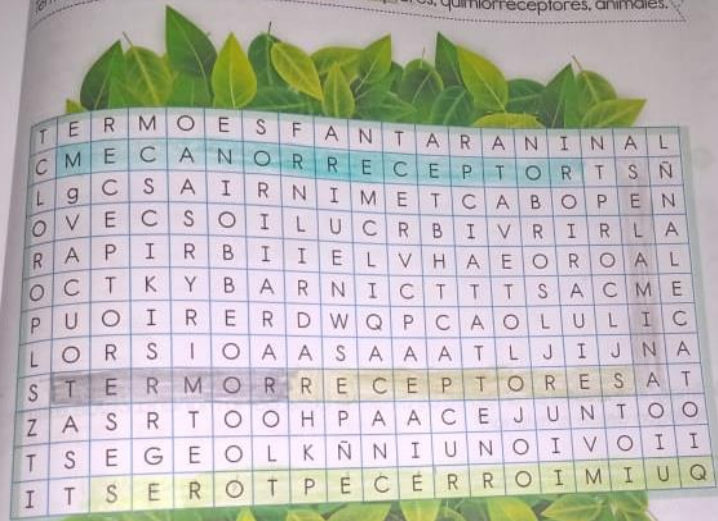 quimiorreceptores, animales.
T E R M O E S F A N T A R A N I N A L
C M E C A N O R R E C E P T O R T S Ñ
L g C S A I R N I M E T C A B O P E N
O V E C S O I L U C R B I V R I R L A
R A P I R B I I E L V H A E O R O A L
O C T K Y B A R N I C T T T S A C M E
P U O I R E R D W Q P C A O L U L I C
L O R S I O A A S A A A T L J I J N A
S T E R M O R R E C E P T O R E S A T
Z A S R T O O H P A A C E J U N T O O
T S E G E O L K Ñ N I U N O I V O I I
I T S E R O T P E C E R R O I M I U Q